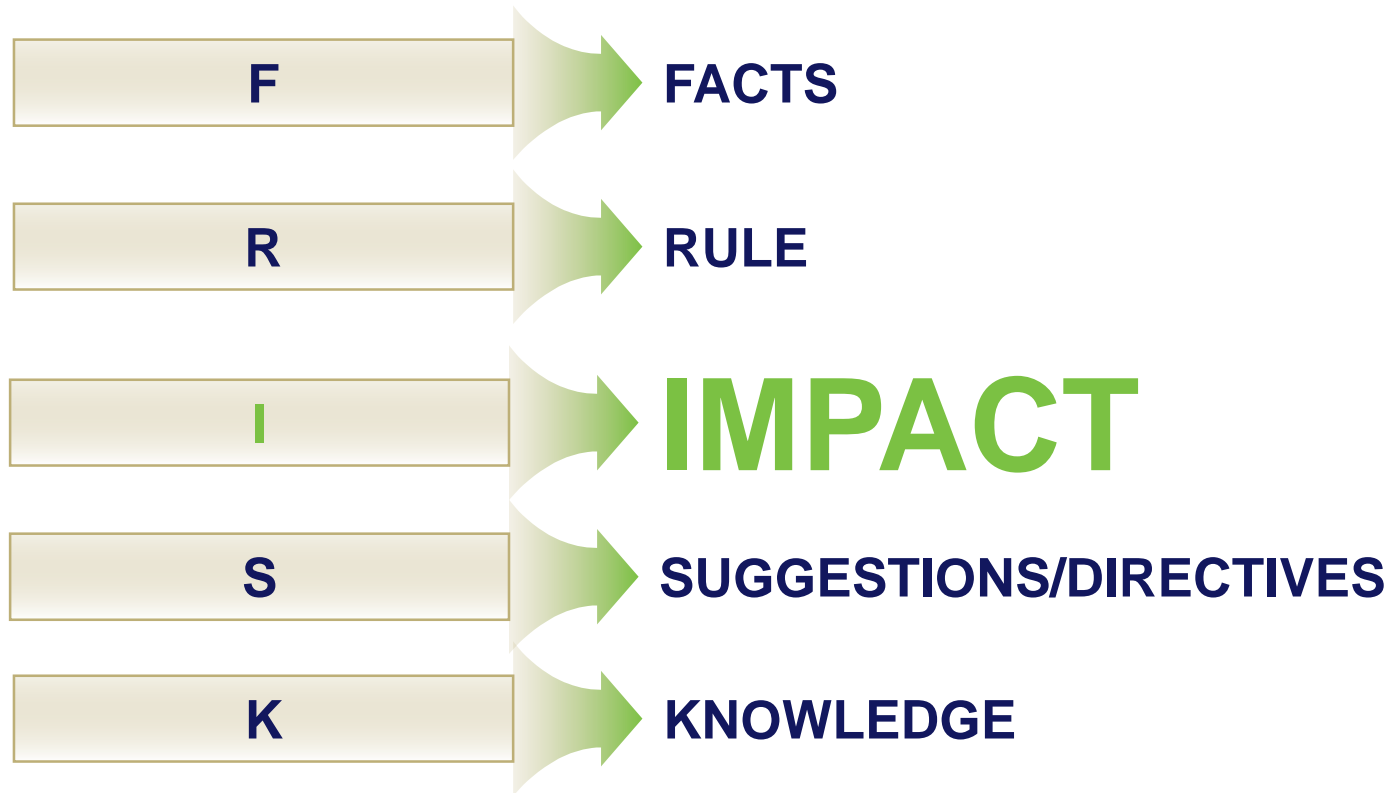 F FACTS
R RULE
I IMPACT
S SUGGESTIONS/DIRECTIVES
K KNOWLEDGE